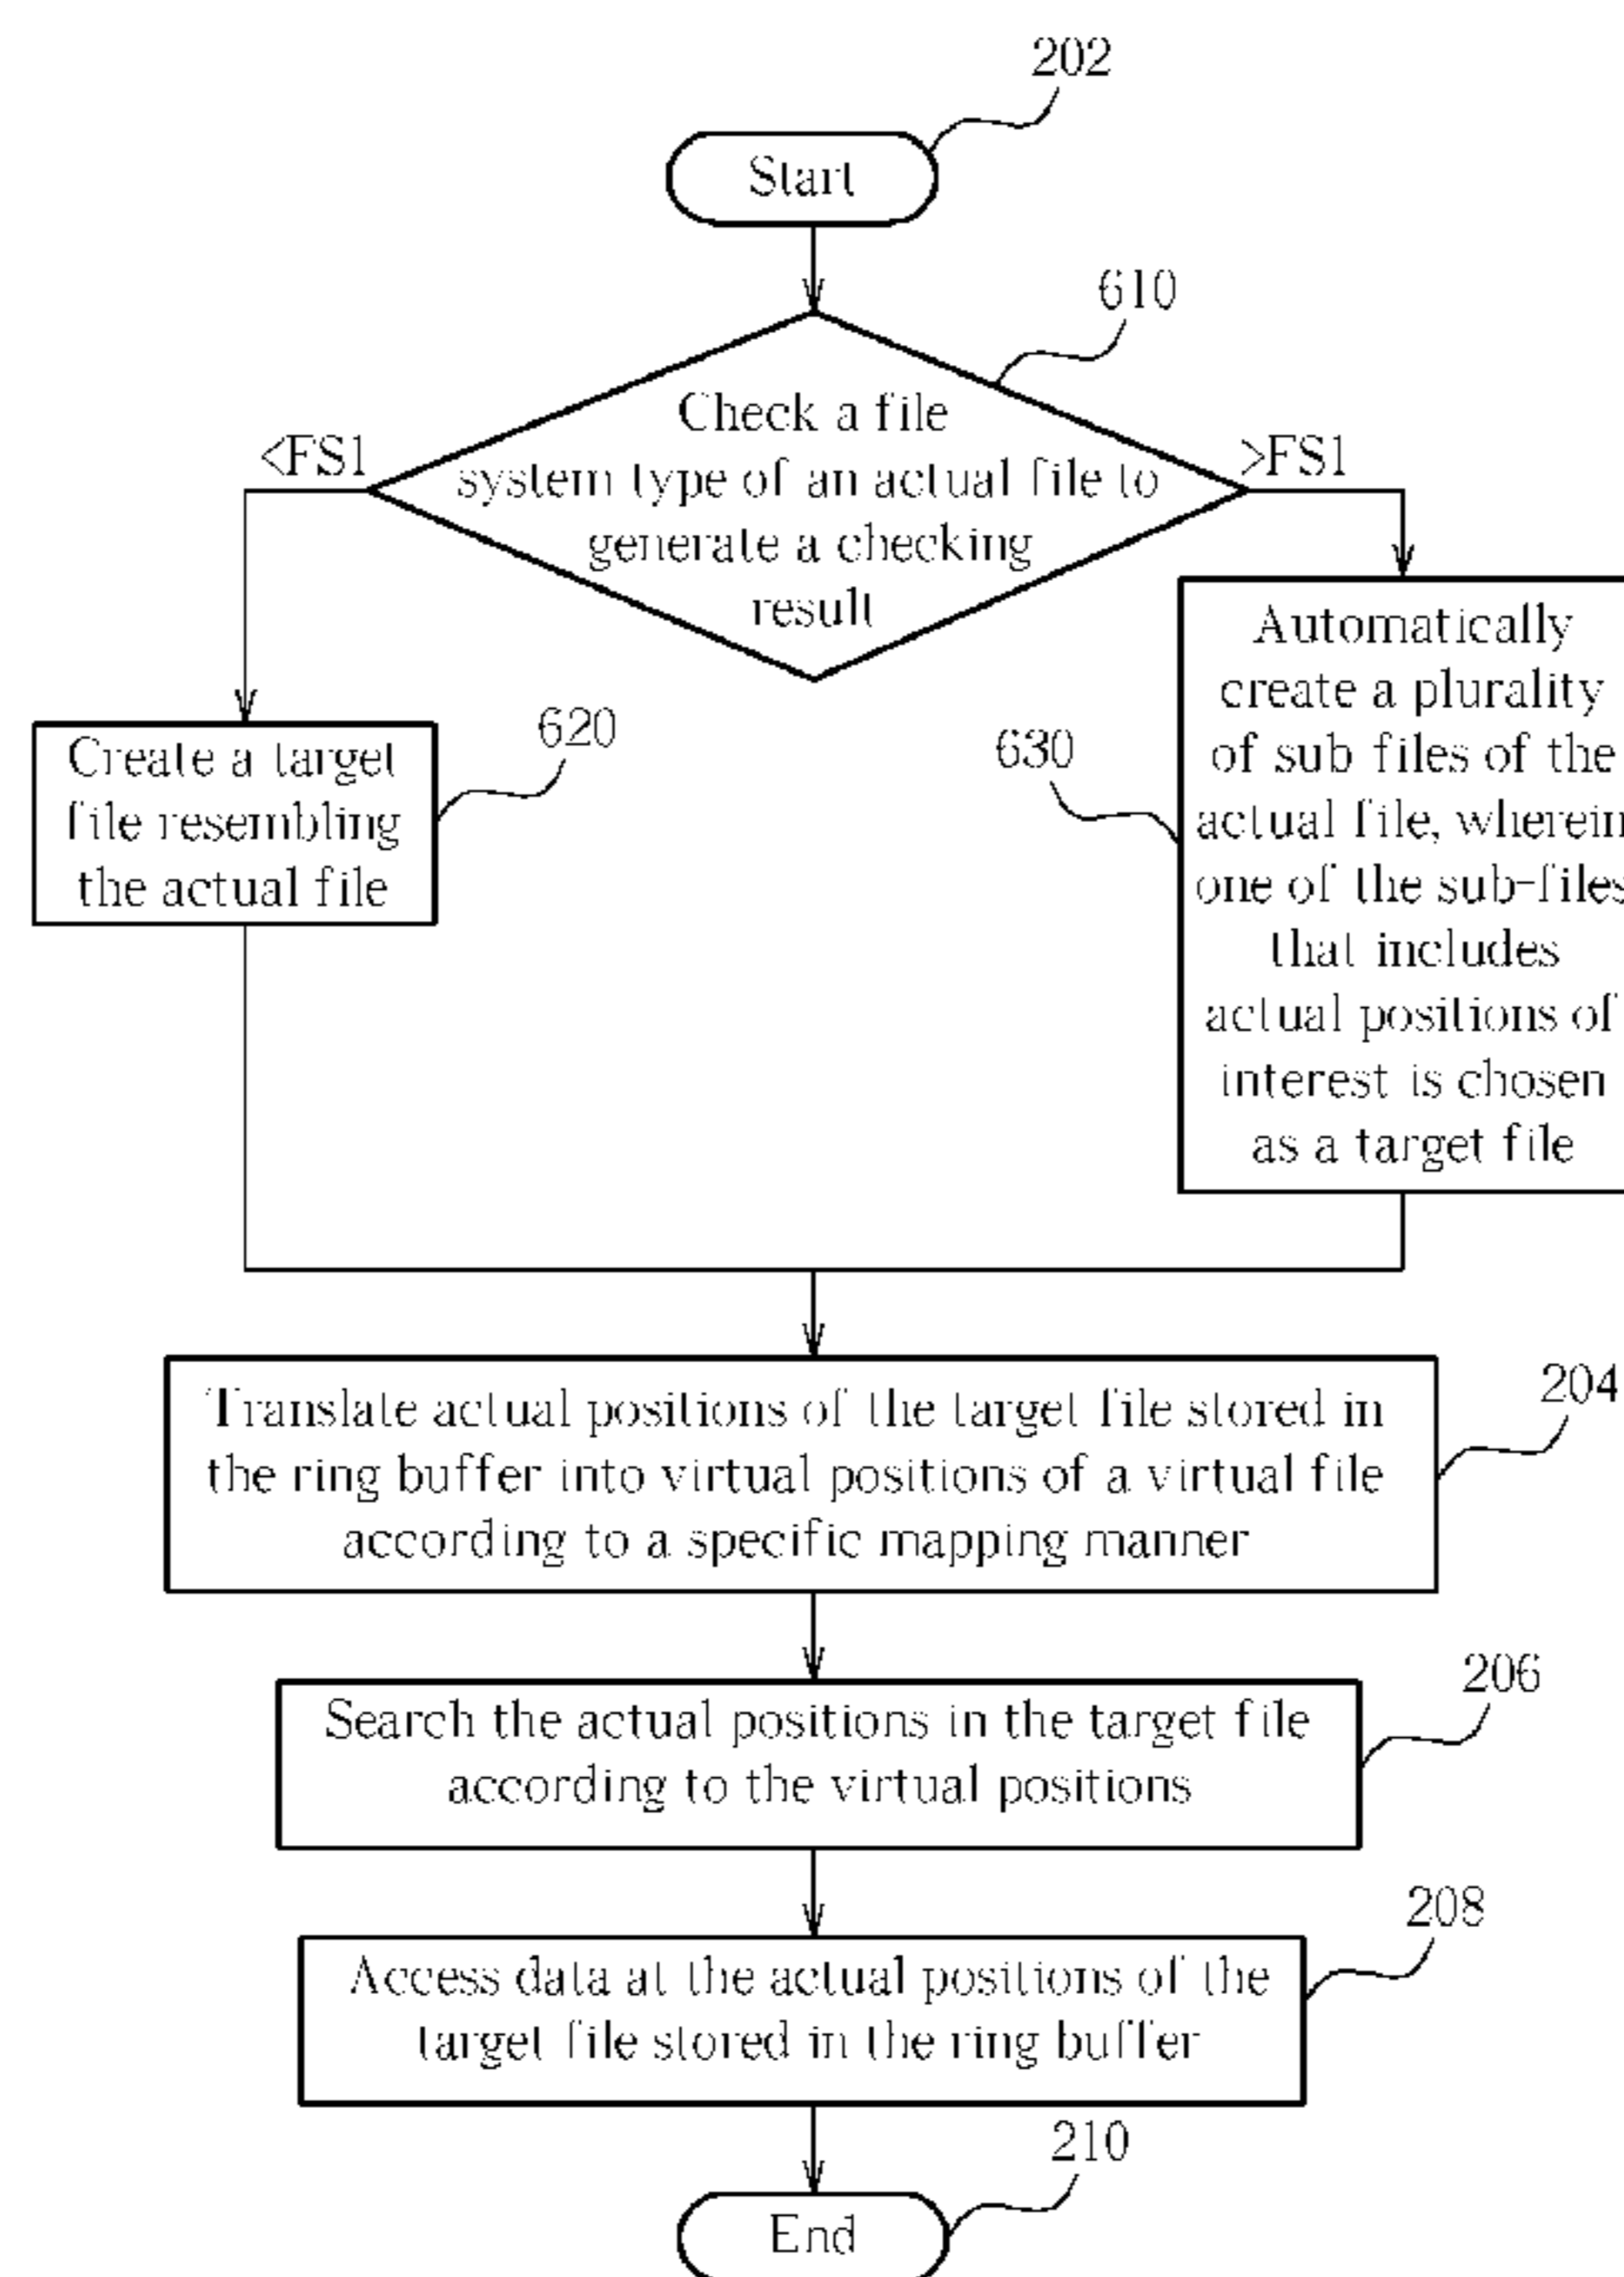 202
Start
610
Check a file
system type of an actual file to
generate a checking
result
<FS1
>FS1
Create a target
file resembling
the actual file
620
630
Automatically
create a plurality
of sub files of the
actual file, wherein
one of the sub-files
that includes
actual positions of
interest is chosen
as a target file
204
Translate actual positions of the target file stored in
the ring buffer into virtual positions of a virtual file
according to a specific mapping manner
206
Search the actual positions in the target file
according to the virtual positions
208
Access data at the actual positions of the
target file stored in the ring buffer
210
End